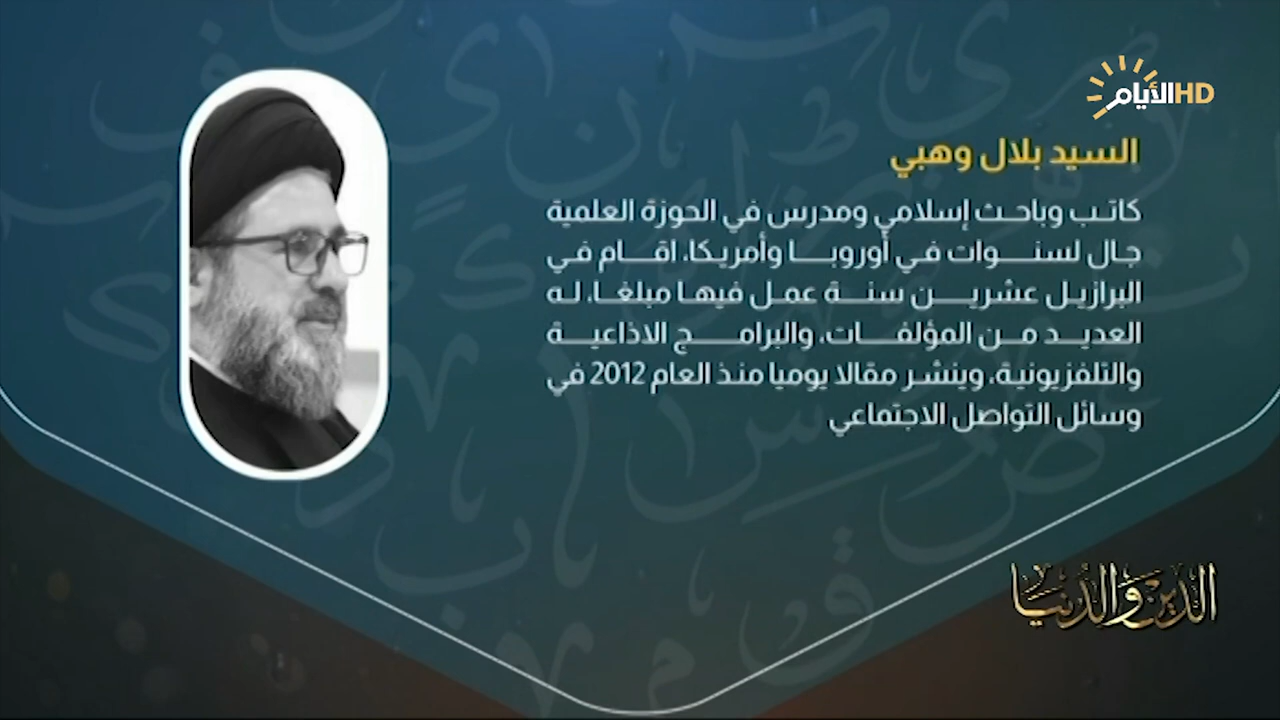 الأيام HD
السيد بلال وهبي
كاتب وباحث إسلامي ومدرس في الحوزة العلمية
جال لسنوات في أوروبا وأمريكا، اقام في
البرازيل عشرين سنة عمل فيها مبلغا، له
العديد من المؤلفات، والبرامج الاذاعية
والتلفزيونية، وينشر مقالا يوميا منذ العام 2012 في
وسائل التواصل الاجتماعي
الدين والدنيا